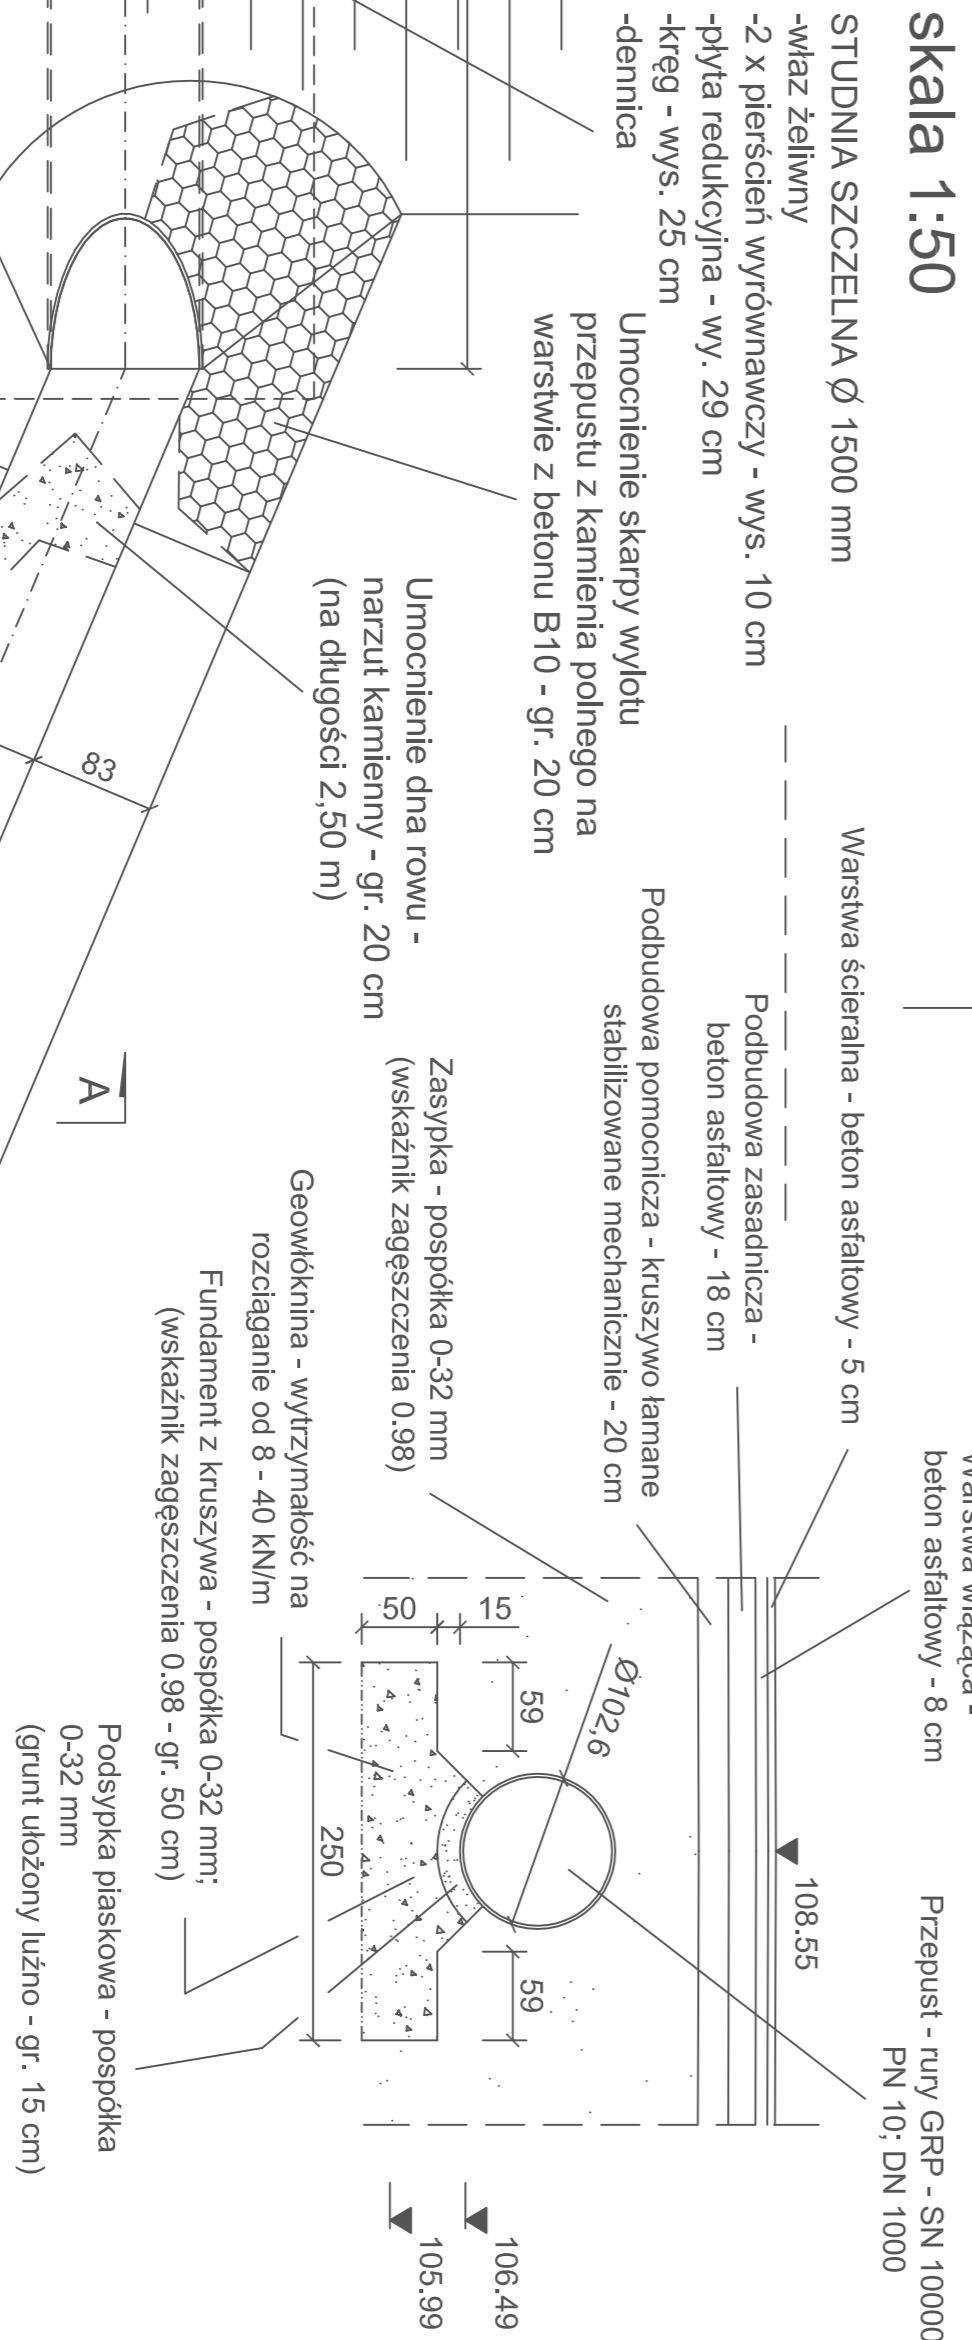 skala 1:50
STUDNIA SZCZELNA Ø 1500 mm
-właz żeliwny
-2 x pierścień wyrównawczy - wys. 10 cm
-płyta redukcyjna - wy. 29 cm
-kręg - wys. 25 cm
-dennica
Umocnienie skarpy wylotu
przepustu z kamienia polnego na
warstwie z betonu B10 - gr. 20 cm
Umocnienie dna rowu -
narzut kamienny - gr. 20 cm
(na długości 2,50 m)
83
A
Warstwa wiążąca -
beton asfaltowy - 8 cm
Warstwa ścieralna - beton asfaltowy - 5 cm
Podbudowa zasadnicza -
beton asfaltowy - 18 cm
Podbudowa pomocnicza - kruszywo łamane
stabilizowane mechanicznie - 20 cm
Zasypka - pospółka 0-32 mm
(wskaźnik zagęszczenia 0.98)
Geowłóknina - wytrzymałość na
rozciąganie od 8 - 40 kN/m
Fundament z kruszywa - pospółka 0-32 mm;
(wskaźnik zagęszczenia 0.98 - gr. 50 cm)
Podsypka piaskowa - pospółka
0-32 mm
(grunt ułożony luźno - gr. 15 cm)
Przepust - rury GRP - SN 10000
PN 10; DN 1000
108.55
Ø102,6
15
50
59
59
250
106.49
105.99